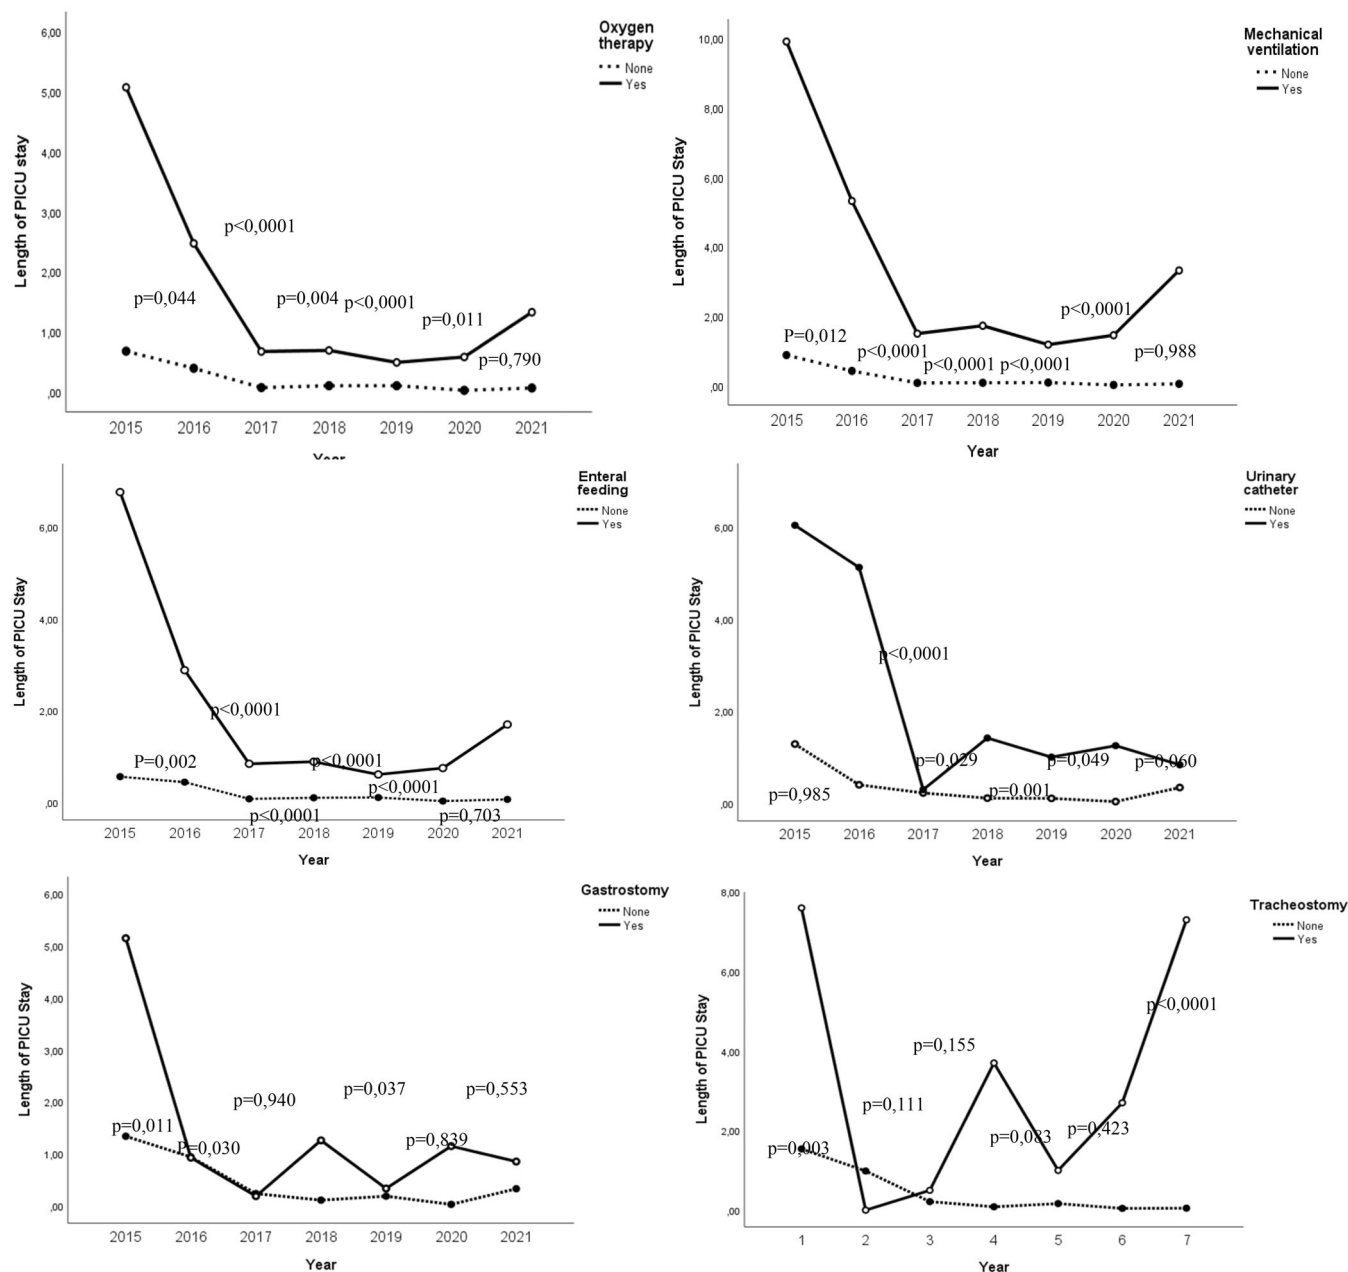 Oxygen
therapy
None
Yes
Length of PICU stay
6,00
5,00
4,00
3,00
2,00
1,00
,00
p<0,0001
p=0,044
p=0,004
p<0,0001
p=0,011
p=0,790
2015 2016 2017 2018 2019 2020 2021
Year
Mechanical
ventilation
None
Yes
Length of PICU Stay
10,00
8,00
6,00
4,00
2,00
,00
P=0,012
p<0,0001
p<0,0001
p<0,0001
p<0,0001
p=0,988
2015 2016 2017 2018 2019 2020 2021
Year
Enteral
feeding
None
Yes
Length of PICU Stay
6,00
4,00
2,00
,00
p<0,0001
P=0,002
p<0,0001
p<0,0001
p<0,0001
p=0,703
2015 2016 2017 2018 2019 2020 2021
Year
Urinary
catheter
None
Yes
Length of PICU Stay
6,00
4,00
2,00
,00
p<0,0001
p=0,029
p=0,049
p=0,060
p=0,985
p=0,001
2015 2016 2017 2018 2019 2020 2021
Year
Gastrostomy
None
Yes
Length of PICU Stay
6,00
5,00
4,00
3,00
2,00
1,00
,00
p=0,940
p=0,037
p=0,553
p=0,011
P=0,030
p=0,839
2015 2016 2017 2018 2019 2020 2021
Year
Tracheostomy
None
Yes
Length of PICU Stay
8,00
6,00
4,00
2,00
,00
p<0,0001
p=0,155
p=0,111
p=0,083
p=0,423
p=0,003
1 2 3 4 5 6 7
Year